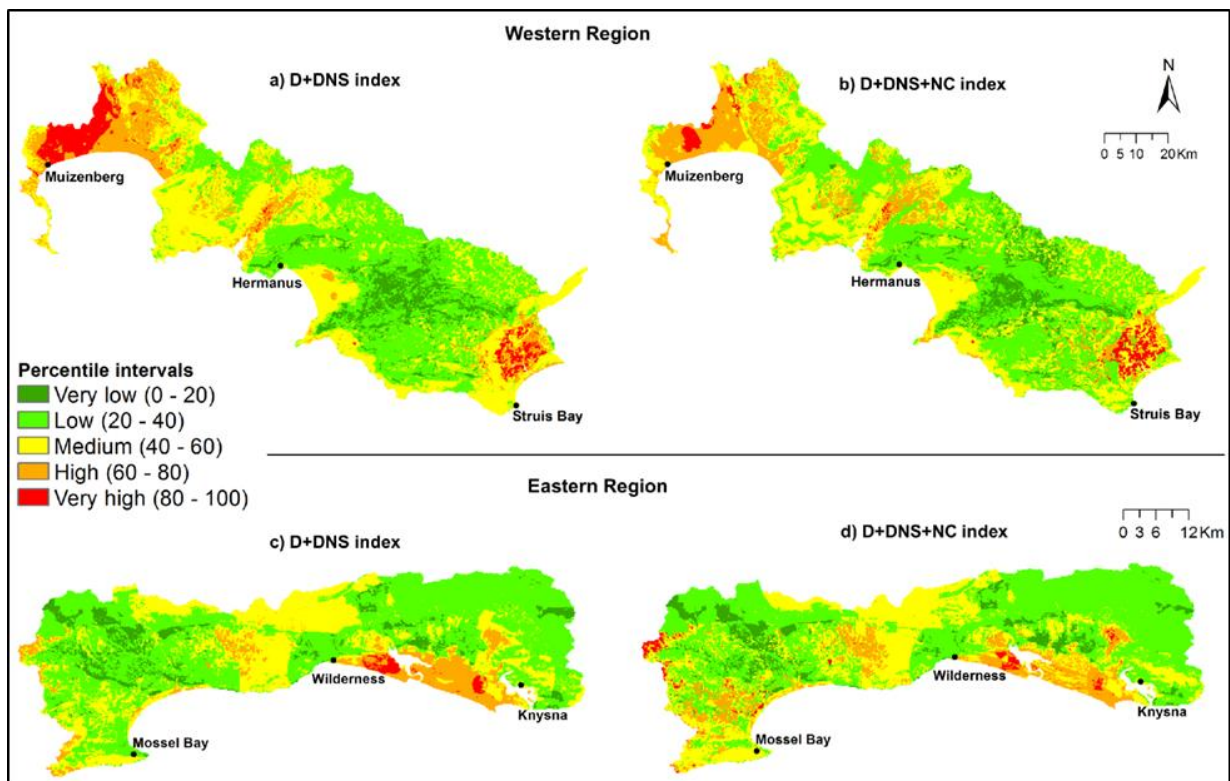 Western Region
a) D+DNS index
b) D+DNS+NC index
N
0 5 10 20 Km
Muizenberg
Muizenberg
Hermanus
Hermanus
Struis Bay
Struis Bay
Percentile intervals
Very low (0 - 20)
Low (20 - 40)
Medium (40 - 60)
High (60 - 80)
Very high (80 - 100)
Eastern Region
c) D+DNS index
d) D+DNS+NC index
0 3 6 12 Km
Wilderness
Wilderness
Knysna
Knysna
Mossel Bay
Mossel Bay